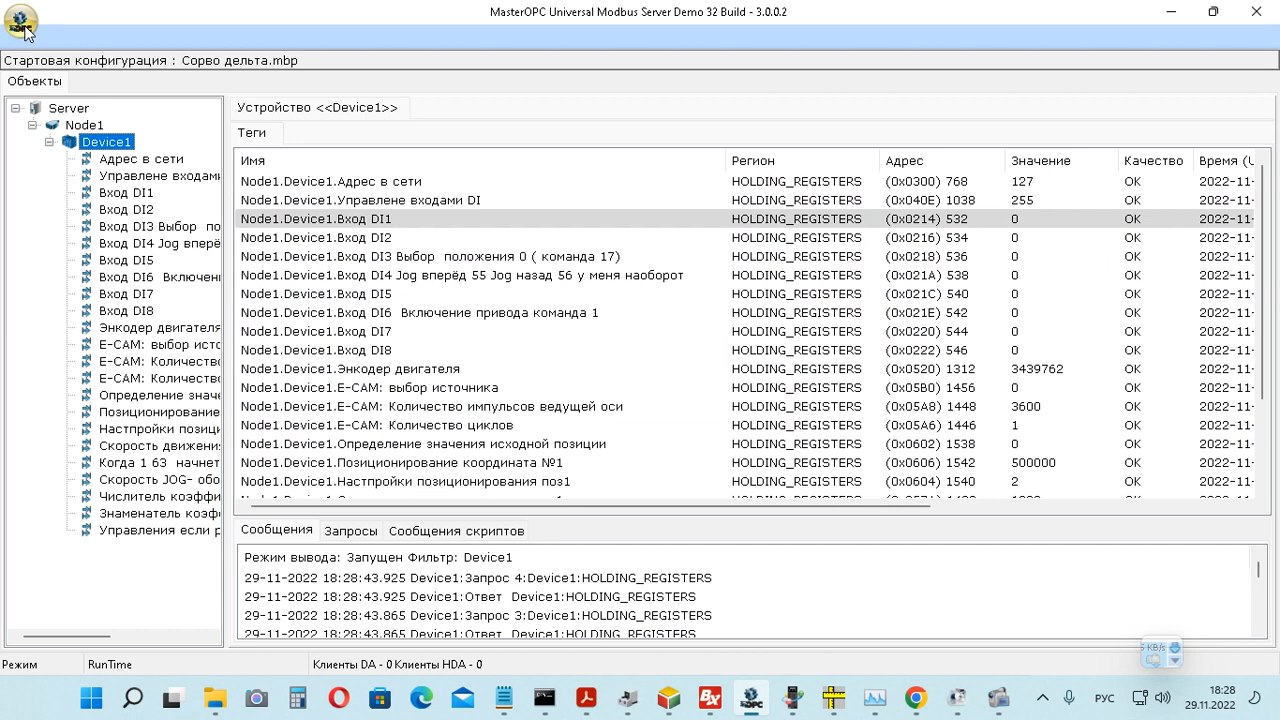 MasterOPC Universal Modbus Server Demo 32 Build - 3.0.0.2
Стартовая конфигурация : Сорво дельта.mbp
Объекты
Server
Node1
Device1
Адрес в сети
Управлене входами
Вход DI1
Вход DI2
Вход DI3 Выбор по
Вход DI4 Jog вперё
Вход DI5
Вход DI6 Включен
Вход DI7
Вход DI8
Энкодер двигателя
E-CAM: выбор исто
E-CAM: Количество
E-CAM: Количество
Определение значе
Позиционирование
Настпройки позиц
Скорость движени
Когда 1 63 начнет
Скорость JOG- обо
Числитель коэффи
Знаменатель коэф
Управления если р
Устройство <<Device1>>
Теги
Имя Регион Адрес Значение Качество Время (U
Node1.Device1.Адрес в сети HOLDING_REGISTERS (0x0300) 768 127 OK 2022-11-
Node1.Device1.Управлене входами DI HOLDING_REGISTERS (0x040E) 1038 255 OK 2022-11-
Node1.Device1.Вход DI1 HOLDING_REGISTERS (0x0214) 532 0 OK 2022-11-
Node1.Device1.Вход DI2 HOLDING_REGISTERS (0x0216) 534 0 OK 2022-11-
Node1.Device1.Вход DI3 Выбор положения 0 ( команда 17) HOLDING_REGISTERS (0x0218) 536 0 OK 2022-11-
Node1.Device1.Вход DI4 Jog вперёд 55 Jog назад 56 у меня наоборот HOLDING_REGISTERS (0x021A) 538 0 OK 2022-11-
Node1.Device1.Вход DI5 HOLDING_REGISTERS (0x021C) 540 0 OK 2022-11-
Node1.Device1.Вход DI6 Включение привода команда 1 HOLDING_REGISTERS (0x021E) 542 0 OK 2022-11-
Node1.Device1.Вход DI7 HOLDING_REGISTERS (0x0220) 544 0 OK 2022-11-
Node1.Device1.Вход DI8 HOLDING_REGISTERS (0x0222) 546 0 OK 2022-11-
Node1.Device1.Энкодер двигателя HOLDING_REGISTERS (0x0520) 1312 3439762 OK 2022-11-
Node1.Device1.E-CAM: выбор источника HOLDING_REGISTERS (0x05B0) 1456 0 OK 2022-11-
Node1.Device1.E-CAM: Количество импульсов ведущей оси HOLDING_REGISTERS (0x05A8) 1448 3600 OK 2022-11-
Node1.Device1.E-CAM: Количество циклов HOLDING_REGISTERS (0x05A6) 1446 1 OK 2022-11-
Node1.Device1.Определение значения исходной позиции HOLDING_REGISTERS (0x0602) 1538 0 OK 2022-11-
Node1.Device1.Позиционирование координата №1 HOLDING_REGISTERS (0x0606) 1542 500000 OK 2022-11-
Node1.Device1.Настпройки позиционирования поз1 HOLDING_REGISTERS (0x0604) 1540 2 OK 2022-11-
Сообщения Запросы Сообщения скриптов
Режим вывода: Запущен Фильтр: Device1
29-11-2022 18:28:43.925 Device1:Запрос 4:Device1:HOLDING_REGISTERS
29-11-2022 18:28:43.925 Device1:Ответ Device1:HOLDING_REGISTERS
29-11-2022 18:28:43.865 Device1:Запрос 3:Device1:HOLDING_REGISTERS
29-11-2022 18:28:43.865 Device1:Ответ Device1:HOLDING_REGISTERS
5 KB/s
Режим RunTime Клиенты DA - 0 Клиенты HDA - 0
РУС
18:28
29.11.2022